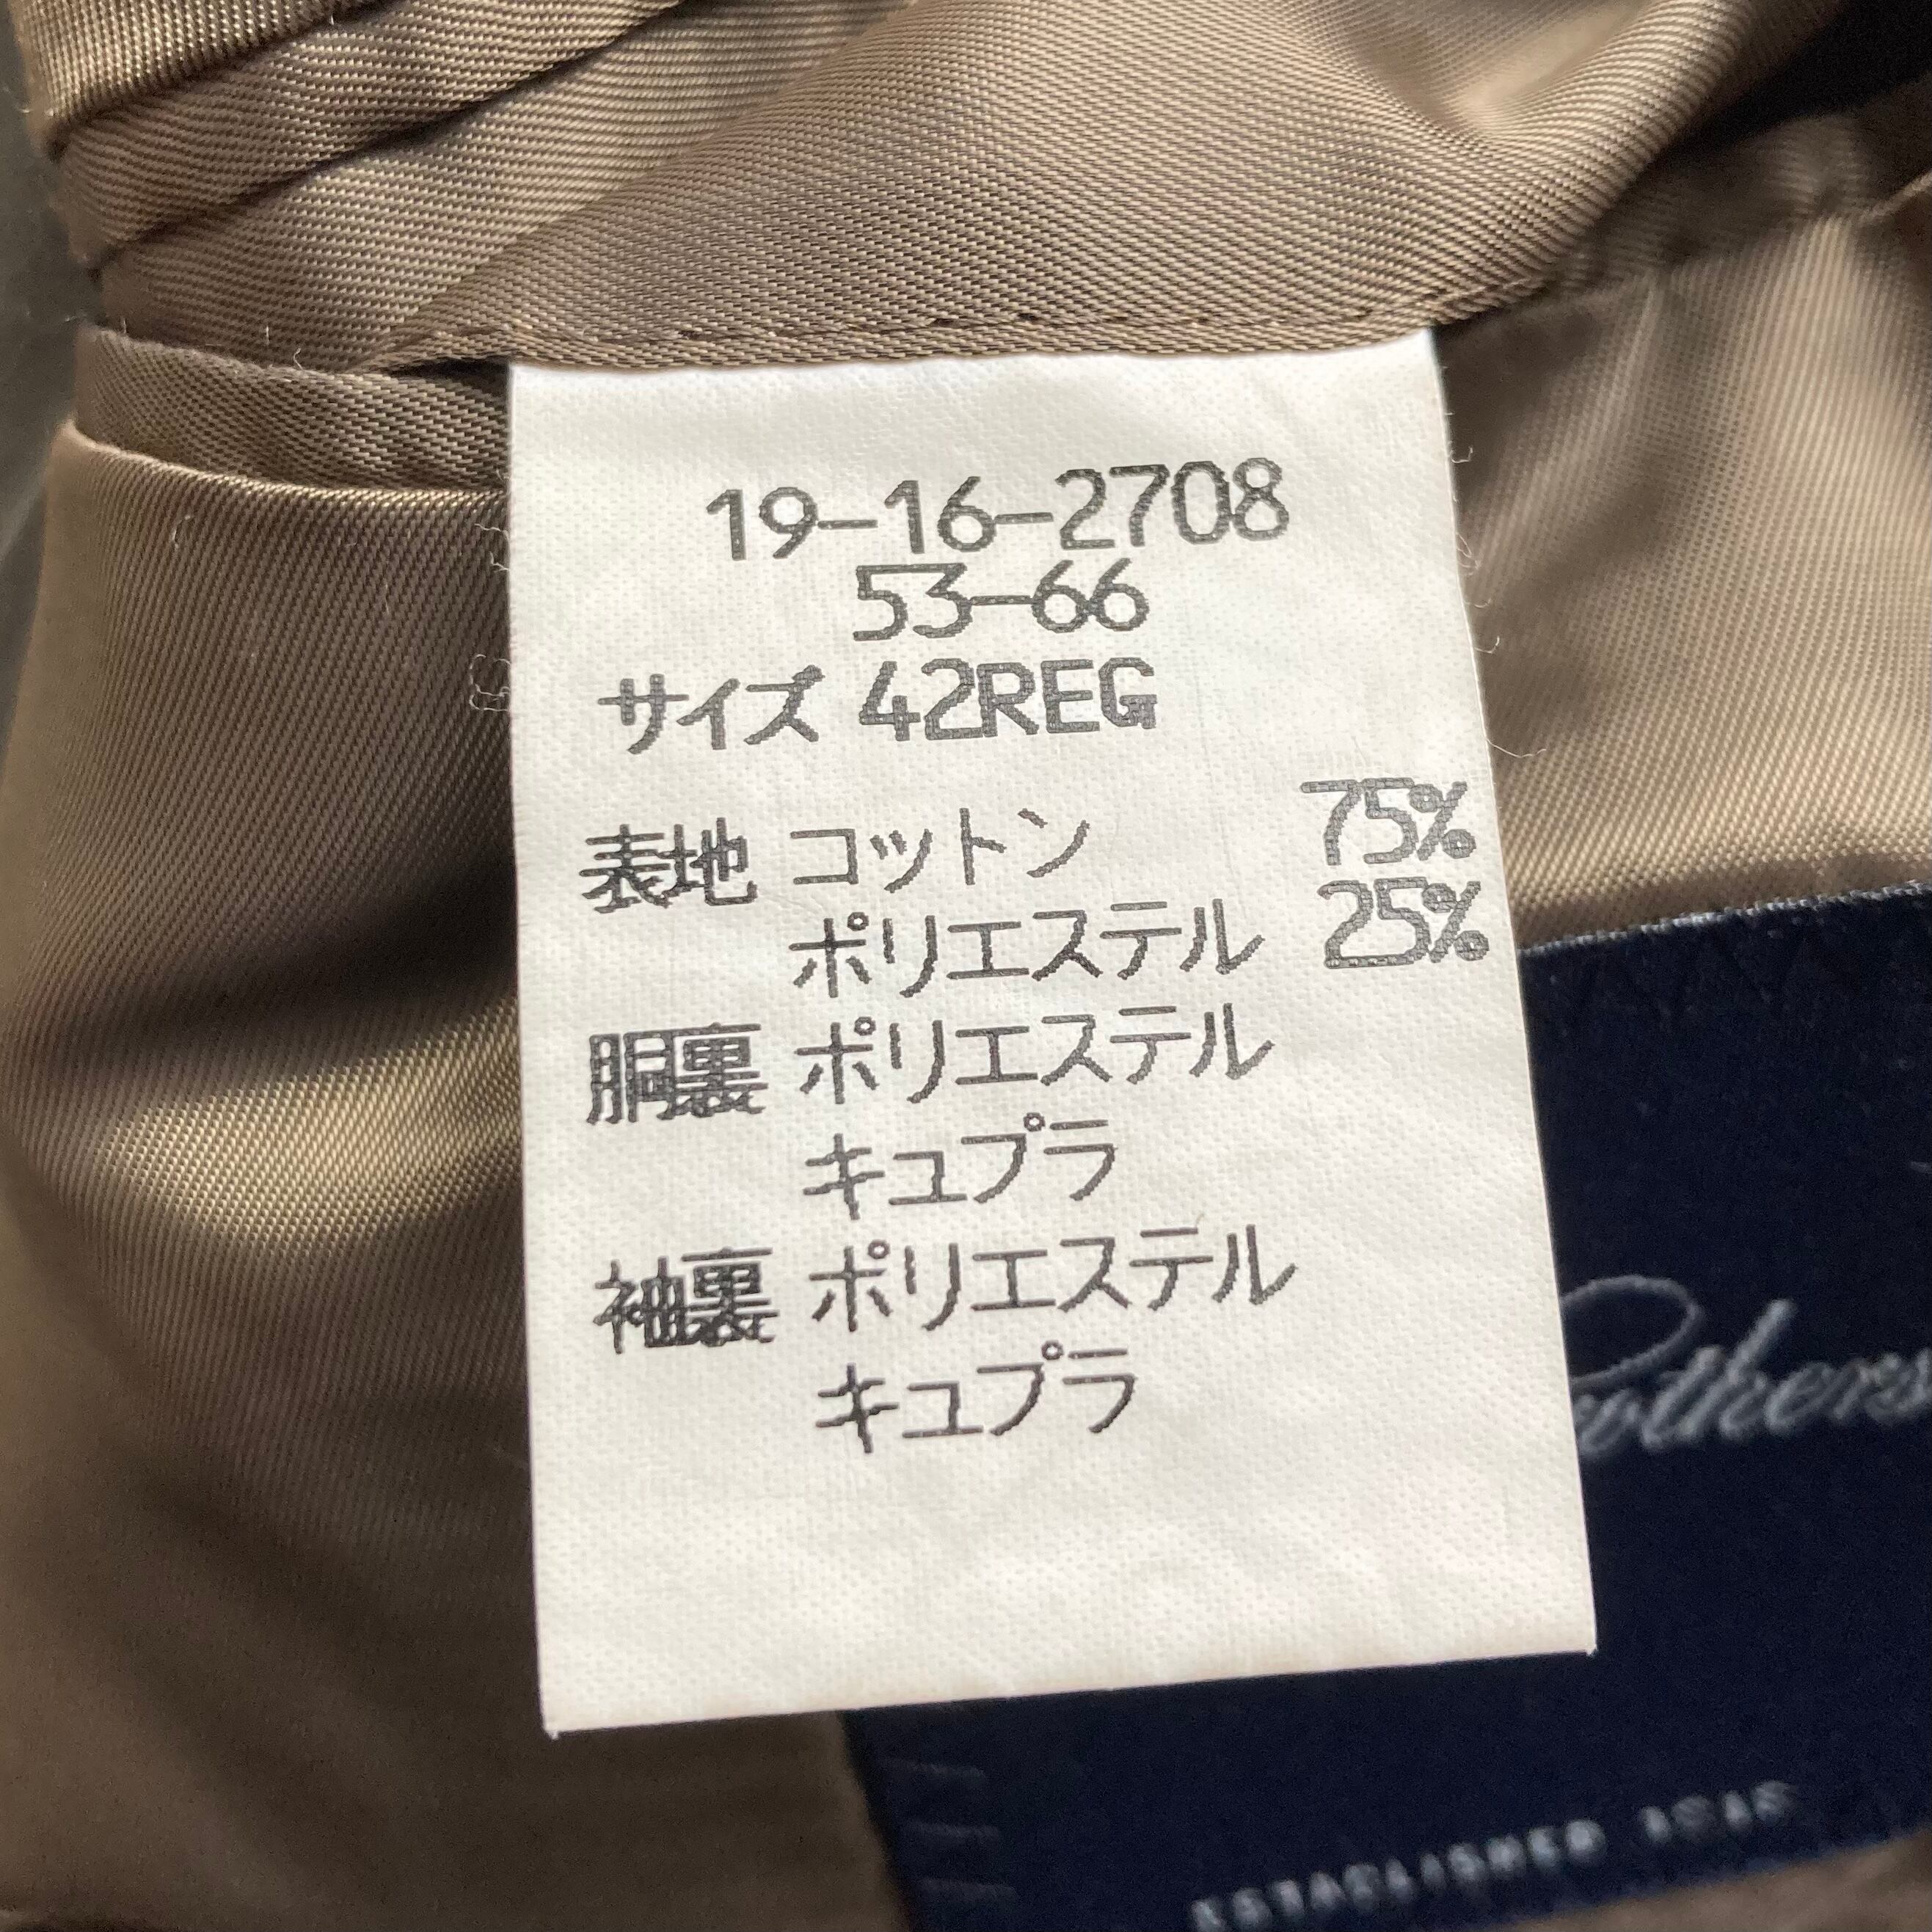 19-16-2708
53-66
サイズ 42REG
表地 コットン 75%
ポリエステル 25%
胴裏 ポリエステル
キュプラ
袖裏 ポリエステル
キュプラ
ESTABLISHED 1818